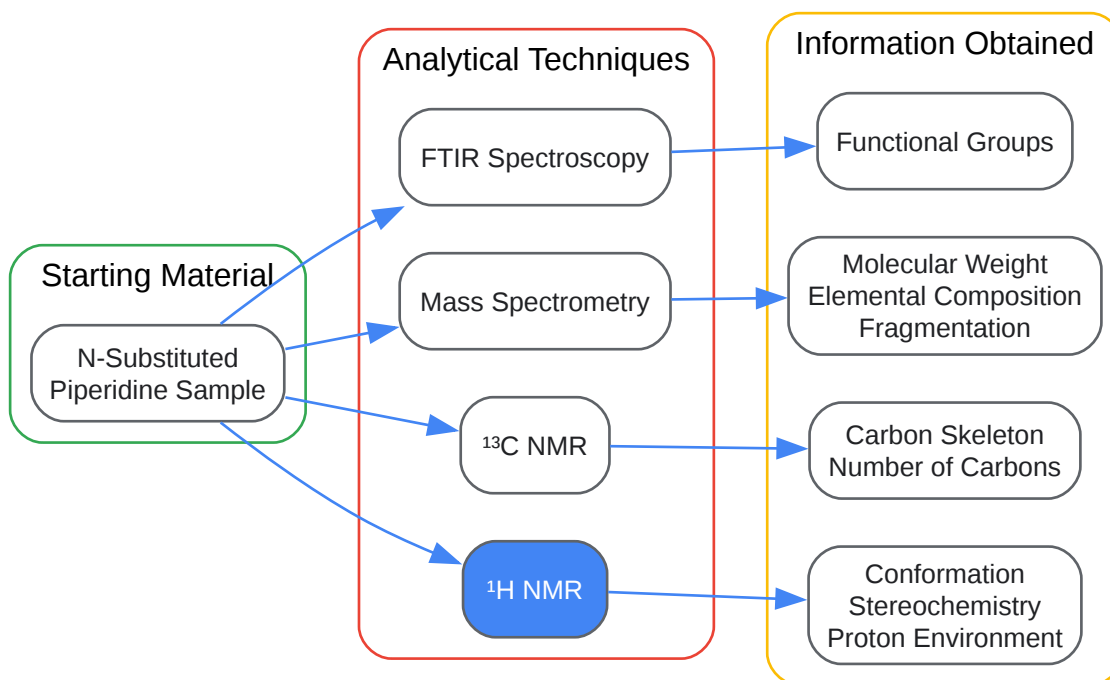 Starting Material
N-Substituted
Piperidine Sample
Analytical Techniques
FTIR Spectroscopy
Mass Spectrometry
¹³C NMR
¹H NMR
Information Obtained
Functional Groups
Molecular Weight
Elemental Composition
Fragmentation
Carbon Skeleton
Number of Carbons
Conformation
Stereochemistry
Proton Environment